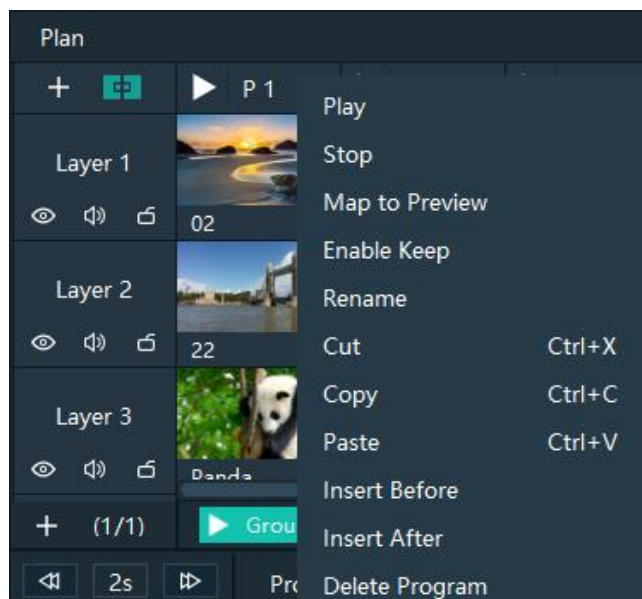 Plan
P 1
Play
Layer 1
Stop
Map to Preview
02
Enable Keep
Layer 2
Rename
22
Cut Ctrl+X
Copy Ctrl+C
Layer 3
Paste Ctrl+V
Panda
Insert Before
(1/1)
Grou
Insert After
2s
Delete Program